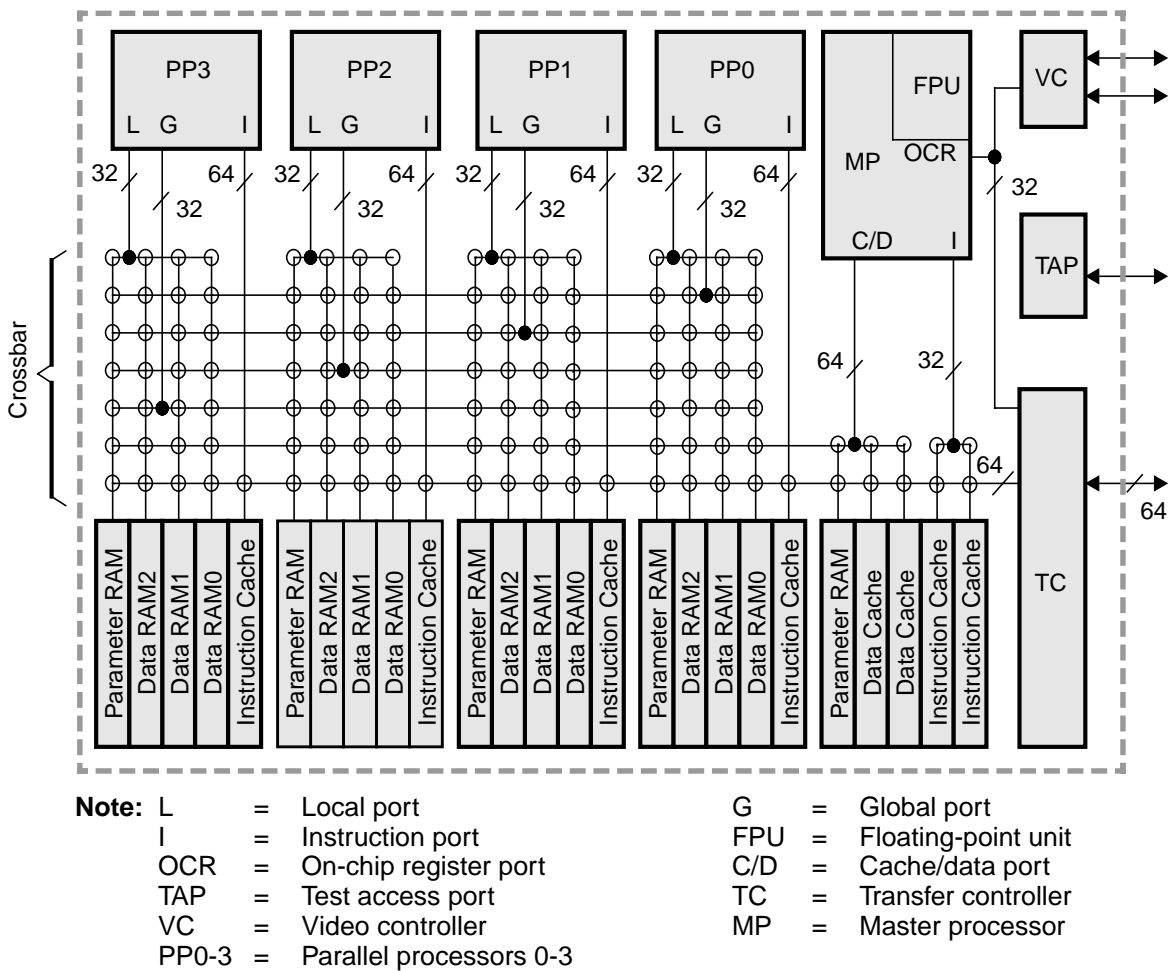 PP3 PP2 PP1 PP0 FPU VC
L G I L G I L G I L G I
MP OCR
32 64 32 64 32 64 32 64 32
32 32 32 32
C/D I
TAP
Crossbar
64 32
64
64
Parameter RAM
Data RAM2
Data RAM1
Data RAM0
Instruction Cache
Parameter RAM
Data RAM2
Data RAM1
Data RAM0
Instruction Cache
Parameter RAM
Data RAM2
Data RAM1
Data RAM0
Instruction Cache
Parameter RAM
Data RAM2
Data RAM1
Data RAM0
Instruction Cache
Parameter RAM
Data Cache
Data Cache
Instruction Cache
Instruction Cache
TC
Note: L = Local port G = Global port
I = Instruction port FPU = Floating-point unit
OCR = On-chip register port C/D = Cache/data port
TAP = Test access port TC = Transfer controller
VC = Video controller MP = Master processor
PP0-3 = Parallel processors 0-3